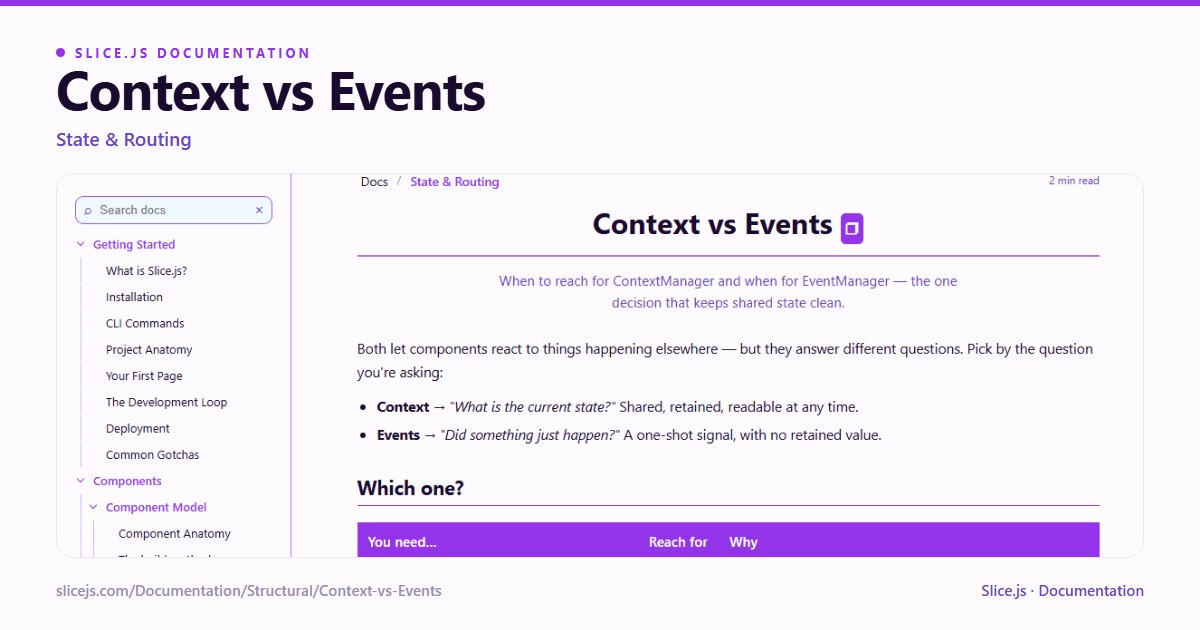 SLICE.JS DOCUMENTATION
Context vs Events
State & Routing
Search docs ×
Getting Started
What is Slice.js?
Installation
CLI Commands
Project Anatomy
Your First Page
The Development Loop
Deployment
Common Gotchas
Components
Component Model
Component Anatomy
Docs / State & Routing
2 min read
Context vs Events
When to reach for ContextManager and when for EventManager — the one
decision that keeps shared state clean.
Both let components react to things happening elsewhere — but they answer different questions. Pick by the question
you're asking:
• Context → "What is the current state?" Shared, retained, readable at any time.
• Events → "Did something just happen?" A one-shot signal, with no retained value.
Which one?
You need... Reach for Why
slicejs.com/Documentation/Structural/Context-vs-Events
Slice.js · Documentation